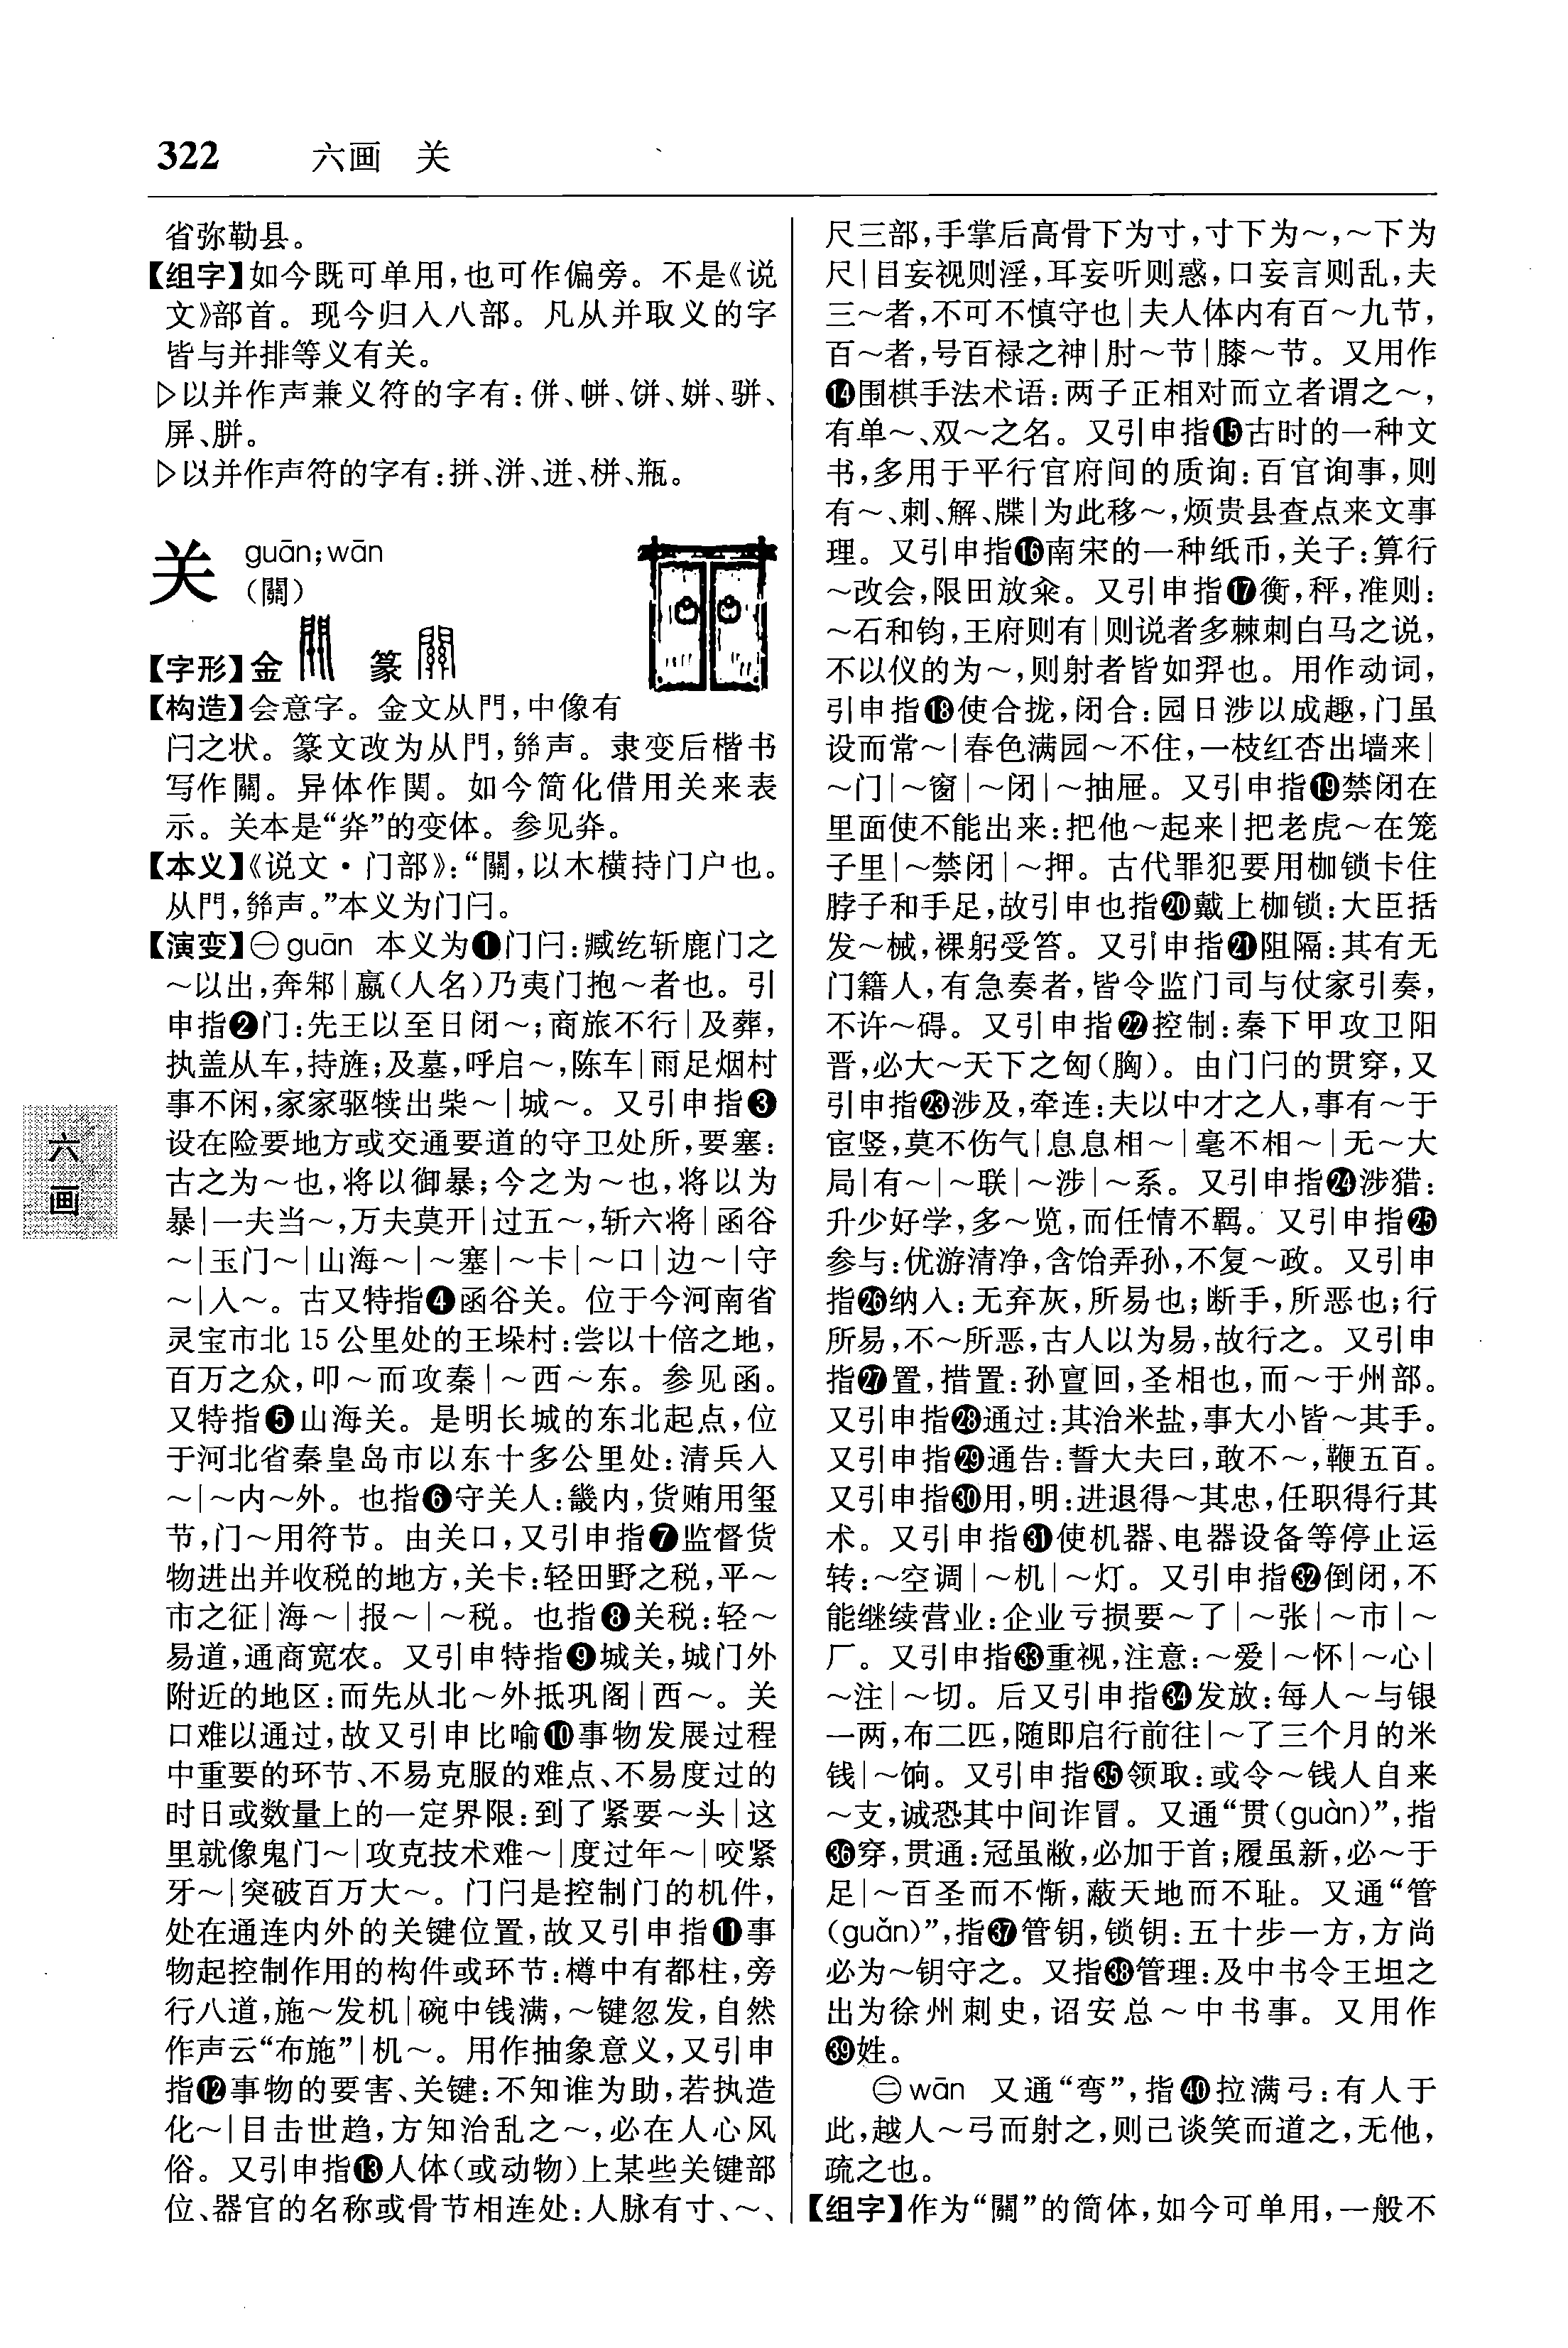 322 六画 关
省弥勒县。
【组字】如今既可单用,也可作偏旁。不是《说
文》部首。现今归入八部。凡从并取义的字
皆与并排等义有关。
▷以并作声兼义符的字有:併、帡、饼、姘、骈、
屏、胼。
▷以并作声符的字有:拼、洴、迸、栟、瓶。
关 guān;wān
(關)
【字形】金 篆
【构造】会意字。金文从門,中像有
闩之状。篆文改为从門,𢇇声。隶变后楷书
写作關。异体作関。如今简化借用关来表
示。关本是“笑”的变体。参见
【本义】《说文·门部》:“關,以木横持门户也。
从門,𢇇声。”本义为门闩。
【演变】㊀guān 本义为❶门闩:臧纥斩鹿门之
~以出,奔邾|嬴(人名)乃夷门抱~者也。引
申指❷门:先王以至日闭~;商旅不行|及葬,
执盖从车,持旌;及墓,呼启~,陈车|雨足烟村
事不闲,家家驱犊出柴~|城~。又引申指❸
设在险要地方或交通要道的守卫处所,要塞:
古之为~也,将以御暴;今之为~也,将以为
暴|一夫当~,万夫莫开|过五~,斩六将|函谷
~|玉门~|山海~|~塞|~卡|~口|边~|守
~|入~。古又特指❹函谷关。位于今河南省
灵宝市北15公里处的王垛村:尝以十倍之地,
百万之众,叩~而攻秦|~西~东。参见函。
又特指❺山海关。是明长城的东北起点,位
于河北省秦皇岛市以东十多公里处:清兵入
~|~内~外。也指❻守关人:畿内,货贿用玺
节,门~用符节。由关口,又引申指❼监督货
物进出并收税的地方,关卡:轻田野之税,平~
市之征|海~|报~|~税。也指❽关税:轻~
易道,通商宽农。又引申特指❾城关,城门外
附近的地区:而先从北~外抵巩阁|西~。关
口难以通过,故又引申比喻❿事物发展过程
中重要的环节、不易克服的难点、不易度过的
时日或数量上的一定界限:到了紧要~头|这
里就像鬼门~|攻克技术难~|度过年~|咬紧
牙~|突破百万大~。门闩是控制门的机件,
处在通连内外的关键位置,故又引申指⓫事
物起控制作用的构件或环节:樽中有都柱,旁
行八道,施~发机|碗中钱满,~键忽发,自然
作声云“布施”|机~。用作抽象意义,又引申
指⓬事物的要害、关键:不知谁为助,若执造
化~|目击世趋,方知治乱之~,必在人心风
俗。又引申指⓭人体(或动物)上某些关键部
位、器官的名称或骨节相连处:人脉有寸、~、
尺三部,手掌后高骨下为寸,寸下为~,~下为
尺|目妄视则淫,耳妄听则惑,口妄言则乱,夫
三~者,不可不慎守也|夫人体内有百~九节,
百~者,号百禄之神|肘~节|膝~节。又用作
⓮围棋手法术语:两子正相对而立者谓之~,
有单~、双~之名。又引申指⓯古时的一种文
书,多用于平行官府间的质询:百官询事,则
有~、刺、解、牒|为此移~,烦贵县查点来文事
理。又引申指⓰南宋的一种纸币,关子:算行
~改会,限田放籴。又引申指⓱衡,秤,准则:
~石和钧,王府则有|则说者多棘刺白马之说,
不以仪的为~,则射者皆如羿也。用作动词,
引申指⓲使合拢,闭合:园日涉以成趣,门虽
设而常~|春色满园~不住,一枝红杏出墙来|
~门|~窗|~闭|~抽屉。又引申指⓳禁闭在
里面使不能出来:把他~起来|把老虎~在笼
子里|~禁闭|~押。古代罪犯要用枷锁卡住
脖子和手足,故引申也指⓴戴上枷锁:大臣括
发~械,裸躬受笞。又引申指㉑阻隔:其有无
门籍人,有急奏者,皆令监门司与仗家引奏,
不许~碍。又引申指㉒控制:秦下甲攻卫阳
晋,必大~天下之匈(胸)。由门闩的贯穿,又
引申指㉓涉及,牵连:夫以中才之人,事有~于
宦竖,莫不伤气|息息相~|毫不相~|无~大
局|有~|~联|~涉|~系。又引申指㉔涉猎:
升少好学,多~览,而任情不羁。又引申指㉕
参与:优游清净,含饴弄孙,不复~政。又引申
指㉖纳入:无弃灰,所易也;断手,所恶也;行
所易,不~所恶,古人以为易,故行之。又引申
指㉗置,措置:孙亶回,圣相也,而~于州部。
又引申指㉘通过:其治米盐,事大小皆~其手。
又引申指㉙通告:誓大夫曰,敢不~,鞭五百。
又引申指㉚用,明:进退得~其忠,任职得行其
术。又引申指㉛使机器、电器设备等停止运
转:~空调|~机|~灯。又引申指㉜倒闭,不
能继续营业:企业亏损要~了|~张|~市|~
厂。又引申指㉝重视,注意:~爱|~怀|~心|
~注|~切。后又引申指㉞发放:每人~与银
一两,布二匹,随即启行前往|~了三个月的米
钱|~饷。又引申指㉟领取:或令~钱人自来
~支,诚恐其中间诈冒。又通“贯(guàn)”,指
㊱穿,贯通:冠虽敝,必加于首;履虽新,必~于
足|~百圣而不惭,蔽天地而不耻。又通“管
(guǎn)”,指㊲管钥,锁钥:五十步一方,方尚
必为~钥守之。又指㊳管理:及中书令王坦之
出为徐州刺史,诏安总~中书事。又用作
㊴姓。
㊁wān 又通“弯”,指㊵拉满弓:有人于
此,越人~弓而射之,则己谈笑而道之,无他,
疏之也。
【组字】作为“關”的简体,如今可单用,一般不
六画